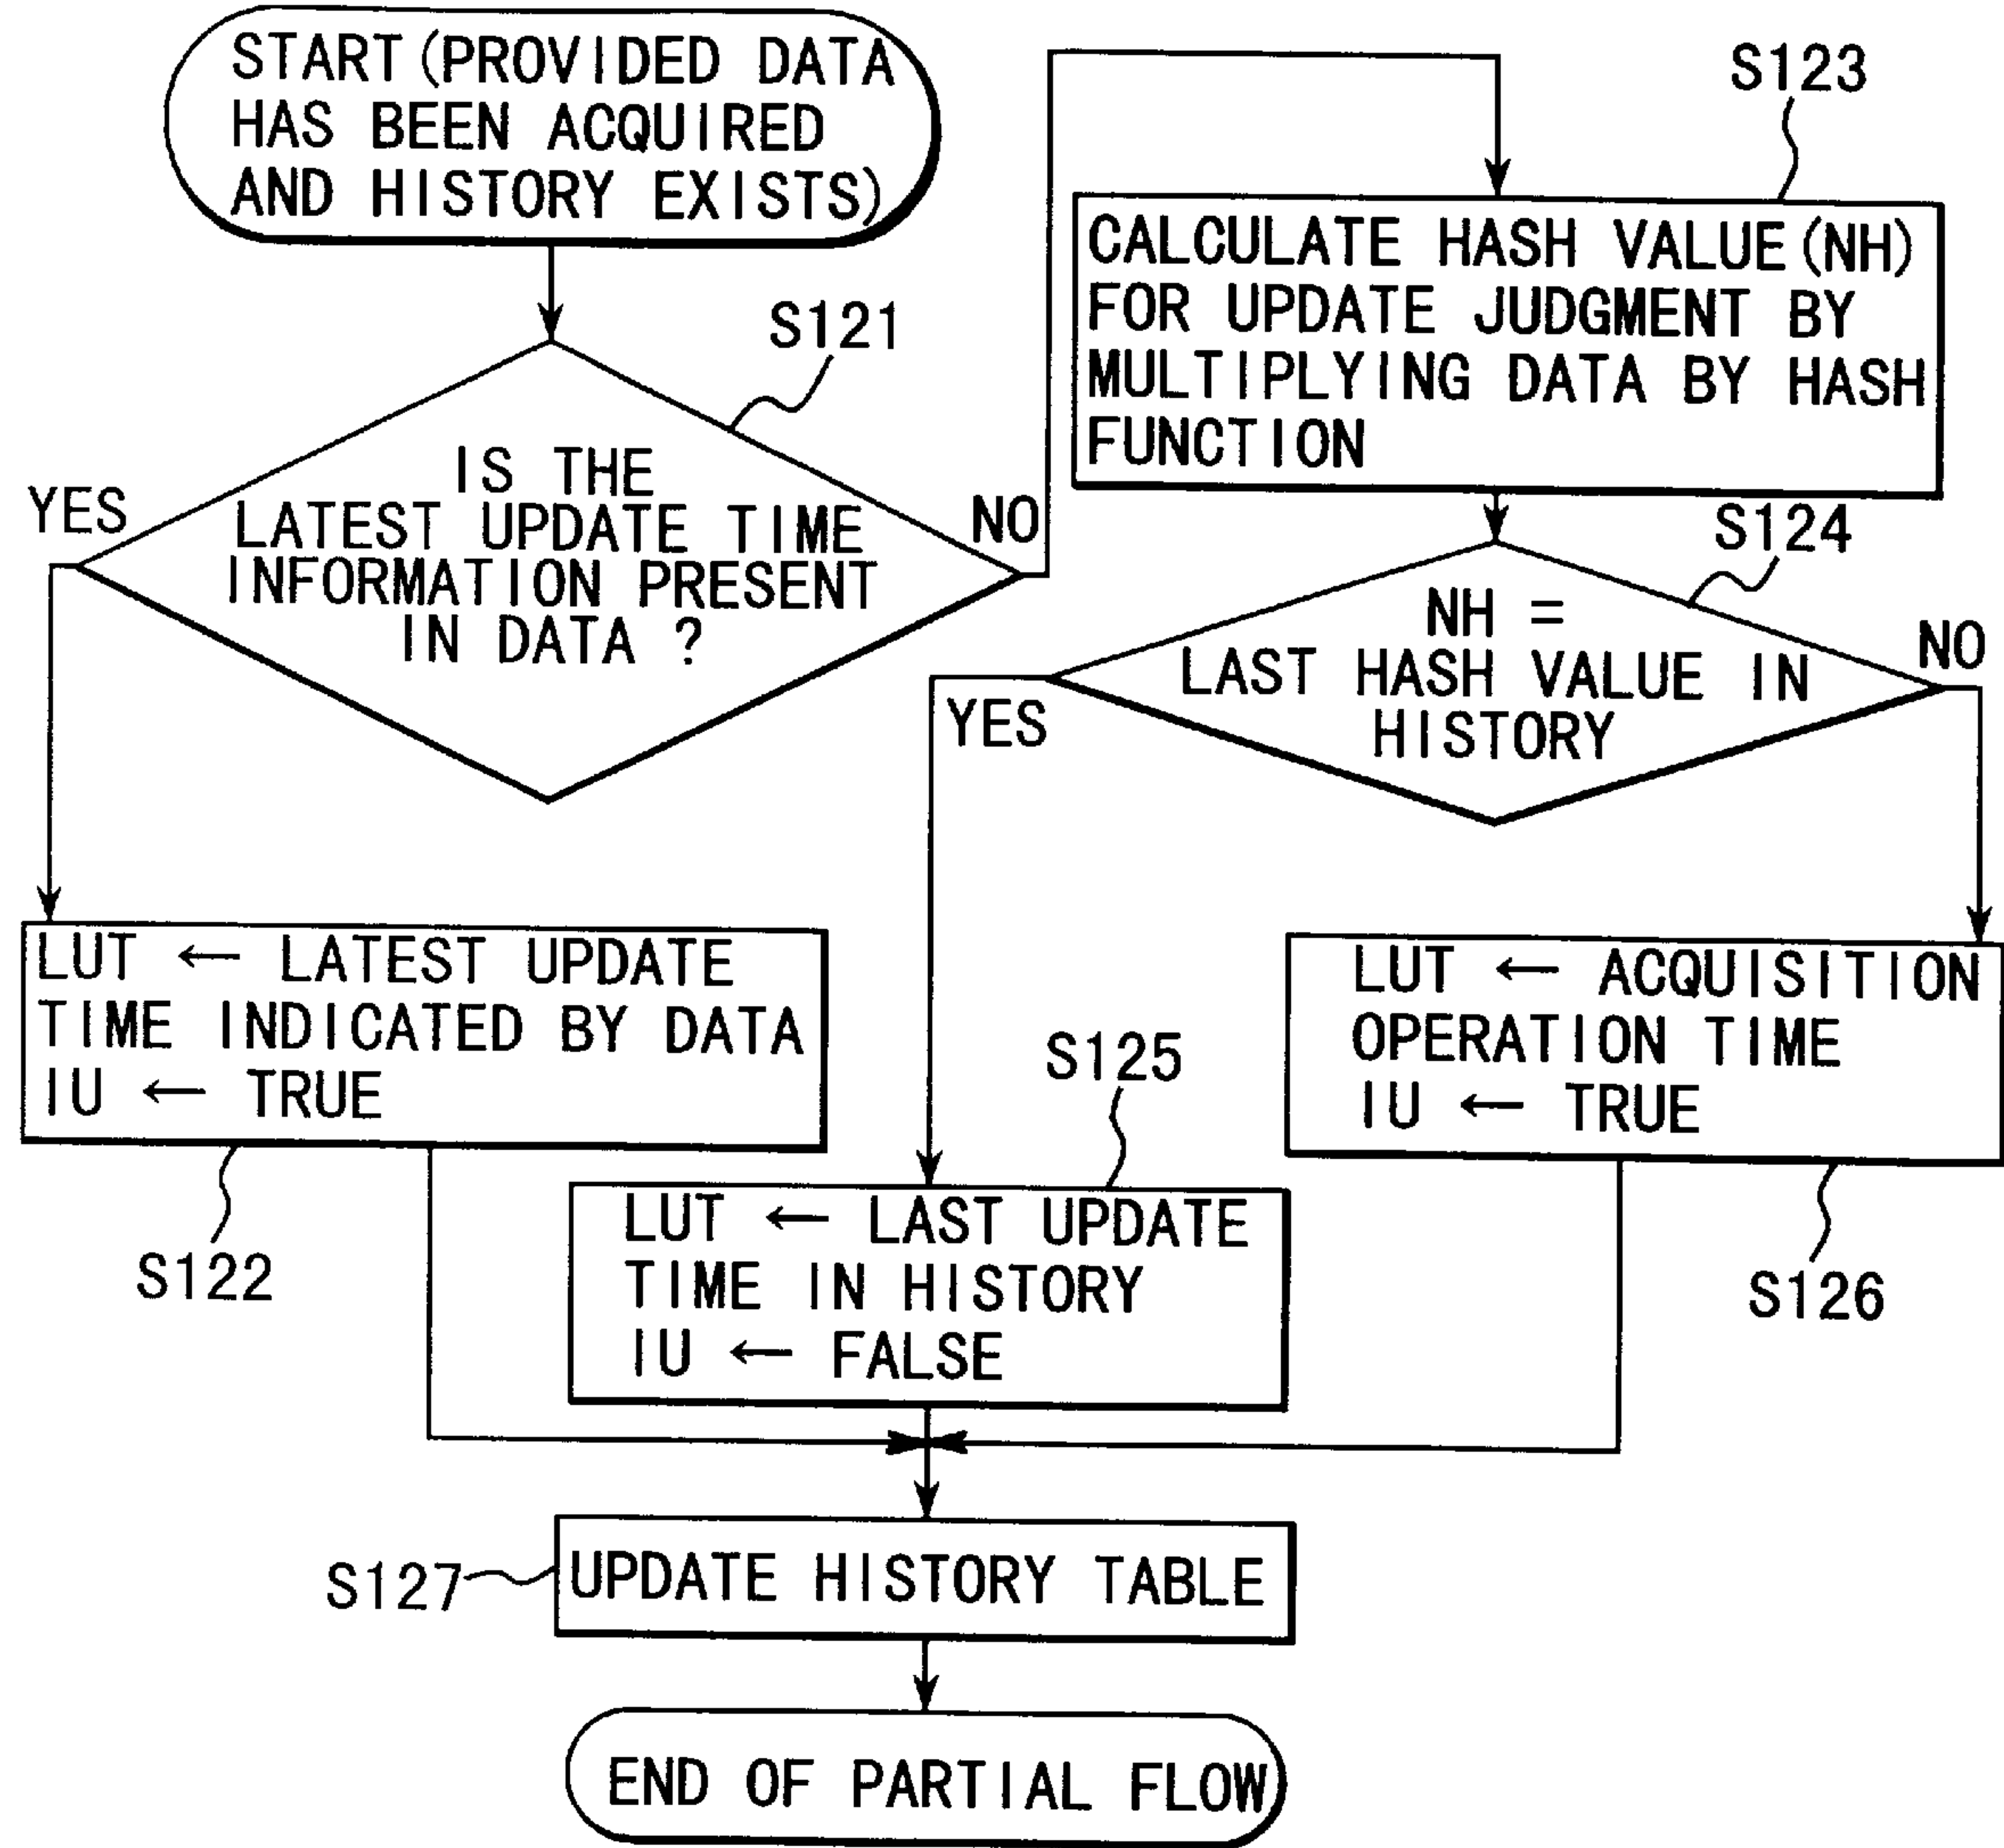 START(PROVIDED DATA
HAS BEEN ACQUIRED
AND HISTORY EXISTS)
S121
IS THE
LATEST UPDATE TIME
INFORMATION PRESENT
IN DATA ?
YES
NO
S123
CALCULATE HASH VALUE(NH)
FOR UPDATE JUDGMENT BY
MULTIPLYING DATA BY HASH
FUNCTION
S124
NH =
LAST HASH VALUE IN
HISTORY
YES
NO
LUT ← LATEST UPDATE
TIME INDICATED BY DATA
IU ← TRUE
S122
S125
LUT ← LAST UPDATE
TIME IN HISTORY
IU ← FALSE
LUT ← ACQUISITION
OPERATION TIME
IU ← TRUE
S126
S127
UPDATE HISTORY TABLE
END OF PARTIAL FLOW